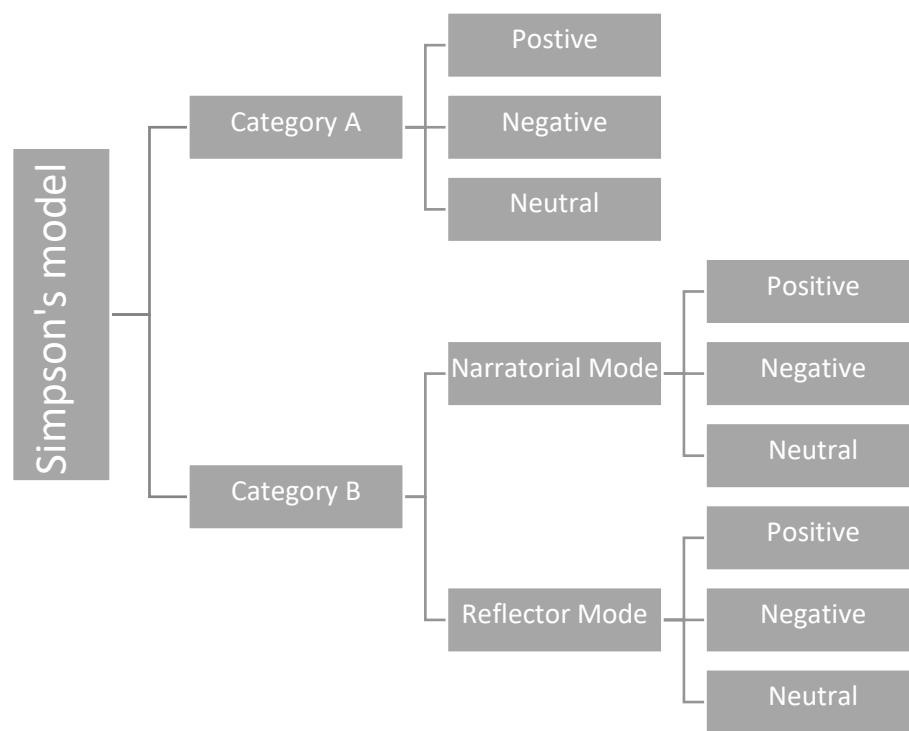 Simpson's model
Category A
Postive
Negative
Neutral
Category B
Narratorial Mode
Positive
Negative
Neutral
Reflector Mode
Positive
Negative
Neutral